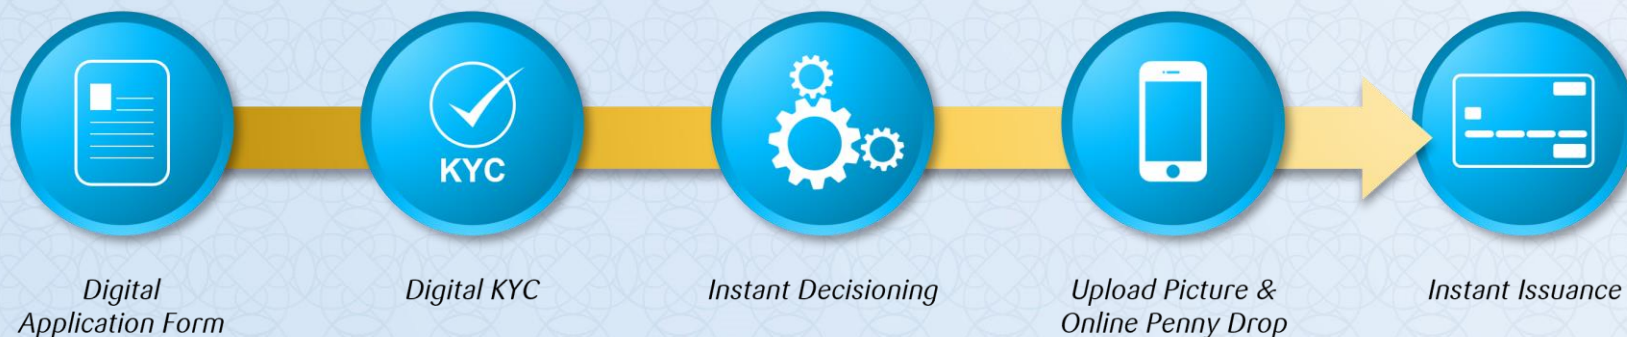 KYC
Digital
Application Form
Digital KYC
Instant Decisioning
Upload Picture &
Online Penny Drop
Instant Issuance